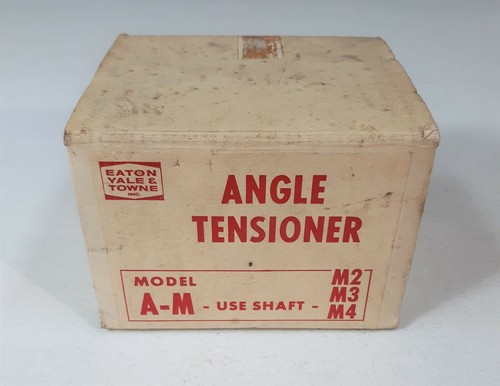 EATON
YALE &
TOWNE
INC.
ANGLE
TENSIONER
MODEL
A-M - USE SHAFT -
M2
M3
M4